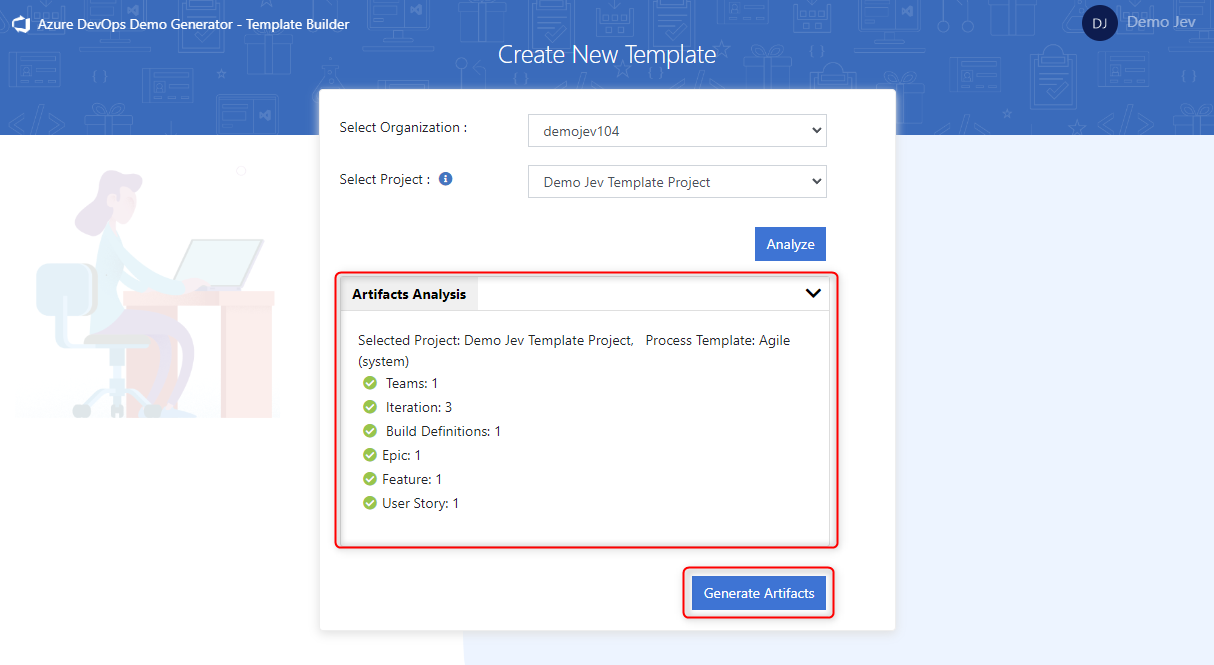 Azure DevOps Demo Generator - Template Builder
DJ
Demo Jev
Create New Template
Select Organization :
demojev104
Select Project :
Demo Jev Template Project
Analyze
Artifacts Analysis
Selected Project: Demo Jev Template Project, Process Template: Agile
(system)
Teams: 1
Iteration: 3
Build Definitions: 1
Epic: 1
Feature: 1
User Story: 1
Generate Artifacts